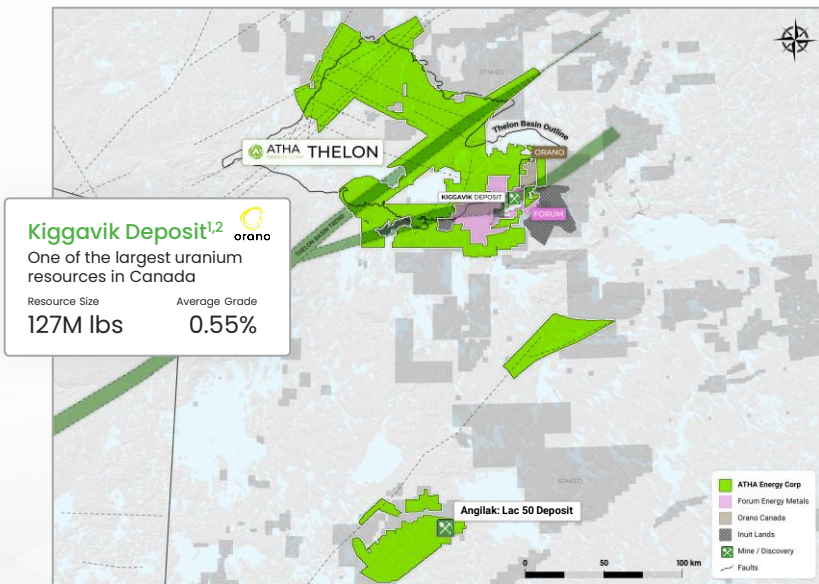 STAKED
Thelon Basin Outline
ATHA
ENERGY CORP
THELON
ORANO
KIGGAVIK DEPOSIT
FORUM
THELON BASIN TREND
Kiggavik Deposit1,2
orano
One of the largest uranium
resources in Canada
Resource Size
Average Grade
127M lbs
0.55%
STAKED
Angilak: Lac 50 Deposit
ATHA Energy Corp
Forum Energy Metals
Orano Canada
Inuit Lands
Mine / Discovery
Faults
0 50 100 km